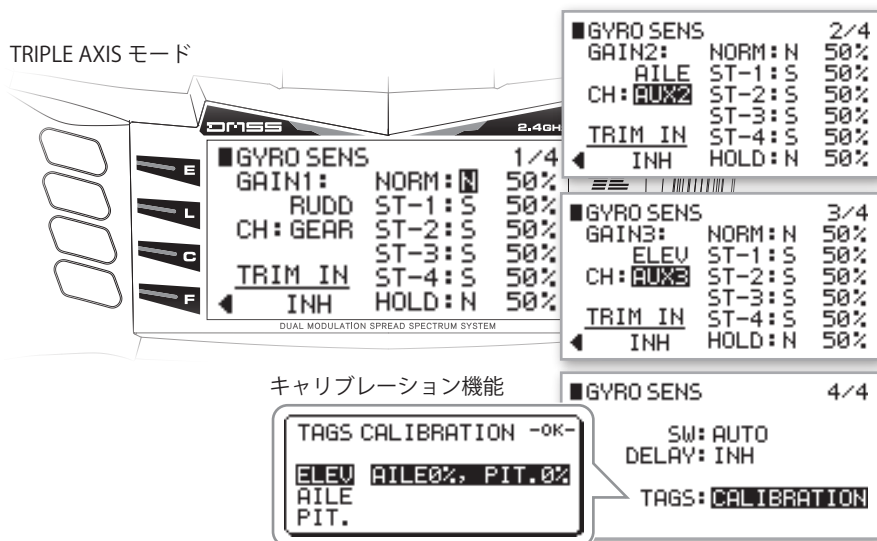 TRIPLE AXIS モード
DMSS
2.4GH
E
L
C
F
■GYRO SENS 1/4
GAIN1: NORM:N 50%
RUDD ST-1:S 50%
CH:GEAR ST-2:S 50%
ST-3:S 50%
TRIM IN ST-4:S 50%
◀ INH HOLD:N 50%
DUAL MODULATION SPREAD SPECTRUM SYSTEM
■GYRO SENS 2/4
GAIN2: NORM:N 50%
AILE ST-1:S 50%
CH:AUX2 ST-2:S 50%
ST-3:S 50%
TRIM IN ST-4:S 50%
◀ INH HOLD:N 50%
■GYRO SENS 3/4
GAIN3: NORM:N 50%
ELEV ST-1:S 50%
CH:AUX3 ST-2:S 50%
ST-3:S 50%
TRIM IN ST-4:S 50%
◀ INH HOLD:N 50%
キャリブレーション機能
TAGS CALIBRATION -OK-
ELEV AILE0%, PIT.0%
AILE
PIT.
■GYRO SENS 4/4
SW:AUTO
DELAY:INH
TAGS:CALIBRATION